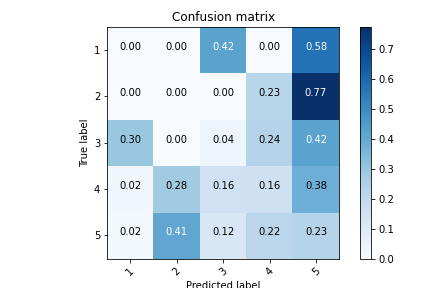 Confusion matrix
1 0.00 0.00 0.42 0.00 0.58
2 0.00 0.00 0.00 0.23 0.77
3 0.30 0.00 0.04 0.24 0.42
4 0.02 0.28 0.16 0.16 0.38
5 0.02 0.41 0.12 0.22 0.23
1 2 3 4 5
True label
Predicted label
0.7
0.6
0.5
0.4
0.3
0.2
0.1
0.0